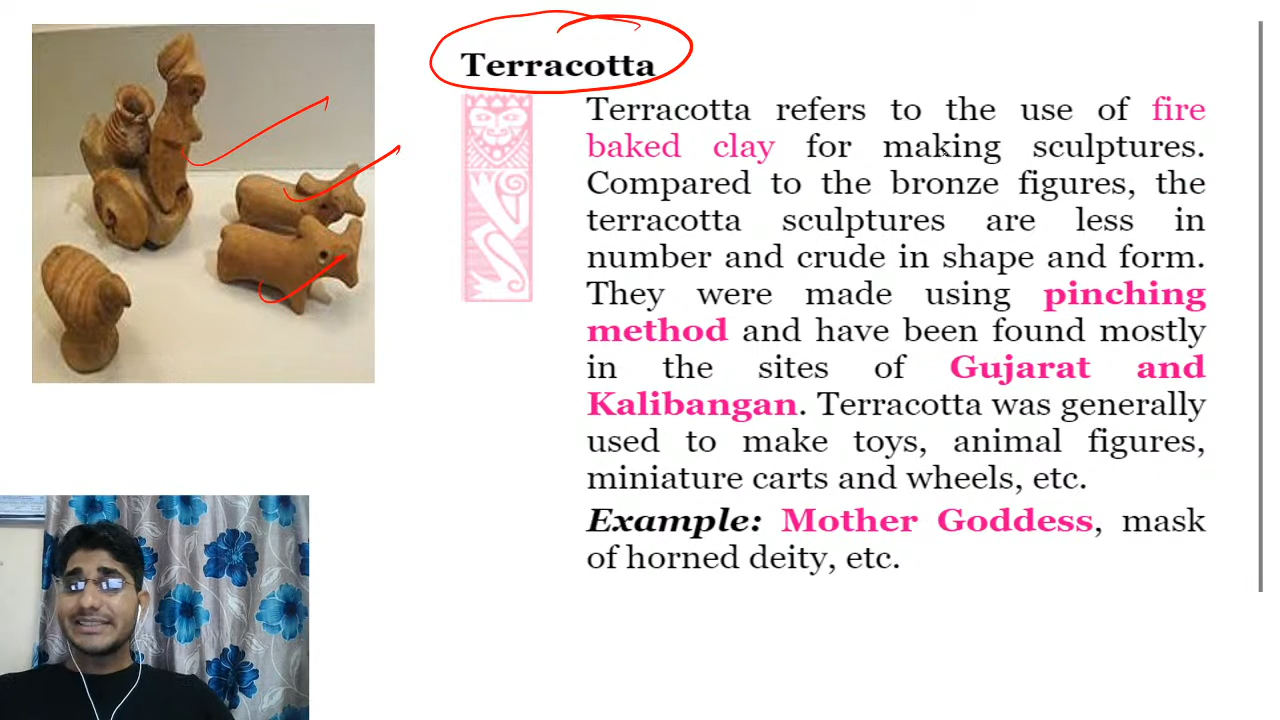 Terracotta
Terracotta refers to the use of fire
baked clay for making sculptures.
Compared to the bronze figures, the
terracotta sculptures are less in
number and crude in shape and form.
They were made using pinching
method and have been found mostly
in the sites of Gujarat and
Kalibangan. Terracotta was generally
used to make toys, animal figures,
miniature carts and wheels, etc.
Example: Mother Goddess, mask
of horned deity, etc.